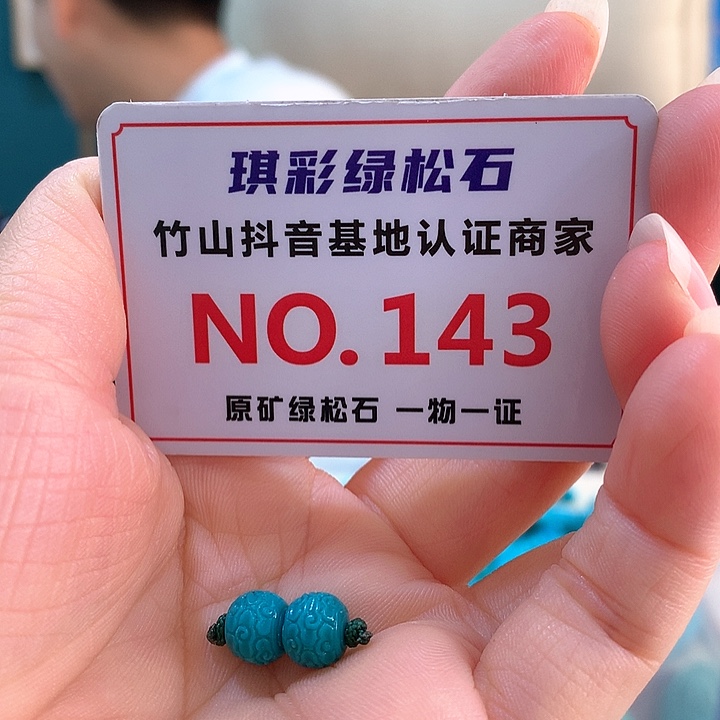 琪彩绿松石
竹山抖音基地认证商家
NO.143
原矿绿松石 一物一证